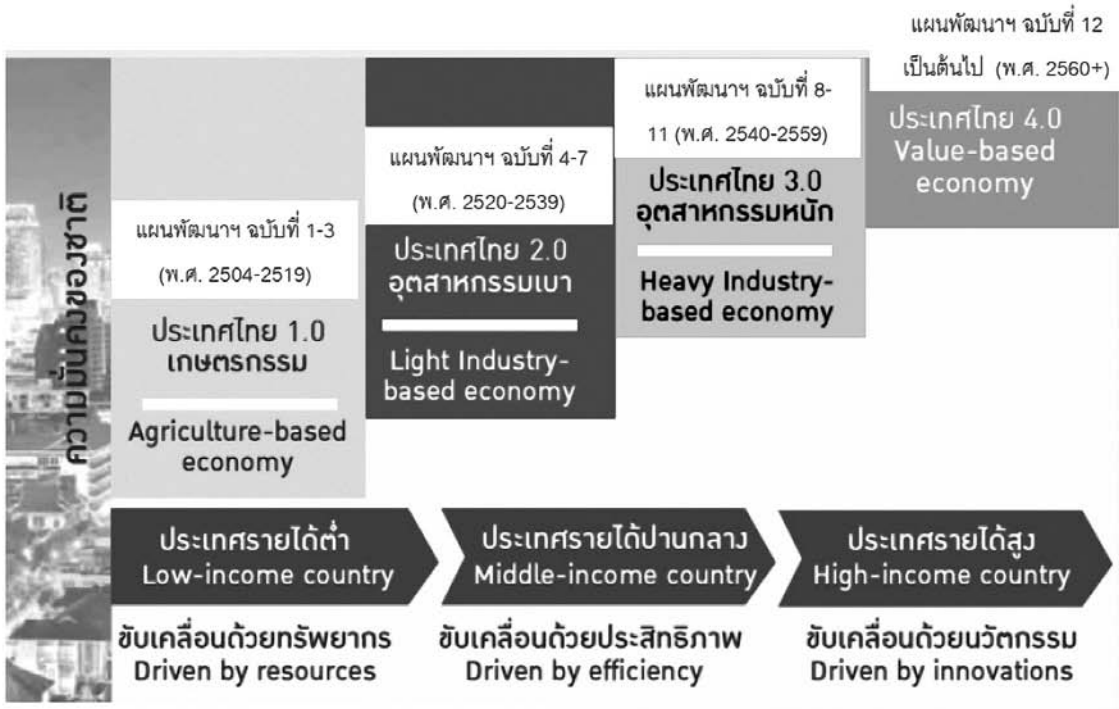 ความมั่นคงของชาติ
แผนพัฒนาฯ ฉบับที่ 1-3
(พ.ศ. 2504-2519)
ประเทศไทย 1.0
เกษตรกรรม
Agriculture-based
economy
แผนพัฒนาฯ ฉบับที่ 4-7
(พ.ศ. 2520-2539)
ประเทศไทย 2.0
อุตสาหกรรมเบา
Light Industry-
based economy
แผนพัฒนาฯ ฉบับที่ 8-
11 (พ.ศ. 2540-2559)
ประเทศไทย 3.0
อุตสาหกรรมหนัก
Heavy Industry-
based economy
แผนพัฒนาฯ ฉบับที่ 12
เป็นต้นไป (พ.ศ. 2560+)
ประเทศไทย 4.0
Value-based
economy
ประเทศรายได้ต่ำ
Low-income country
ประเทศรายได้ปานกลาง
Middle-income country
ประเทศรายได้สูง
High-income country
ขับเคลื่อนด้วยทรัพยากร
Driven by resources
ขับเคลื่อนด้วยประสิทธิภาพ
Driven by efficiency
ขับเคลื่อนด้วยนวัตกรรม
Driven by innovations